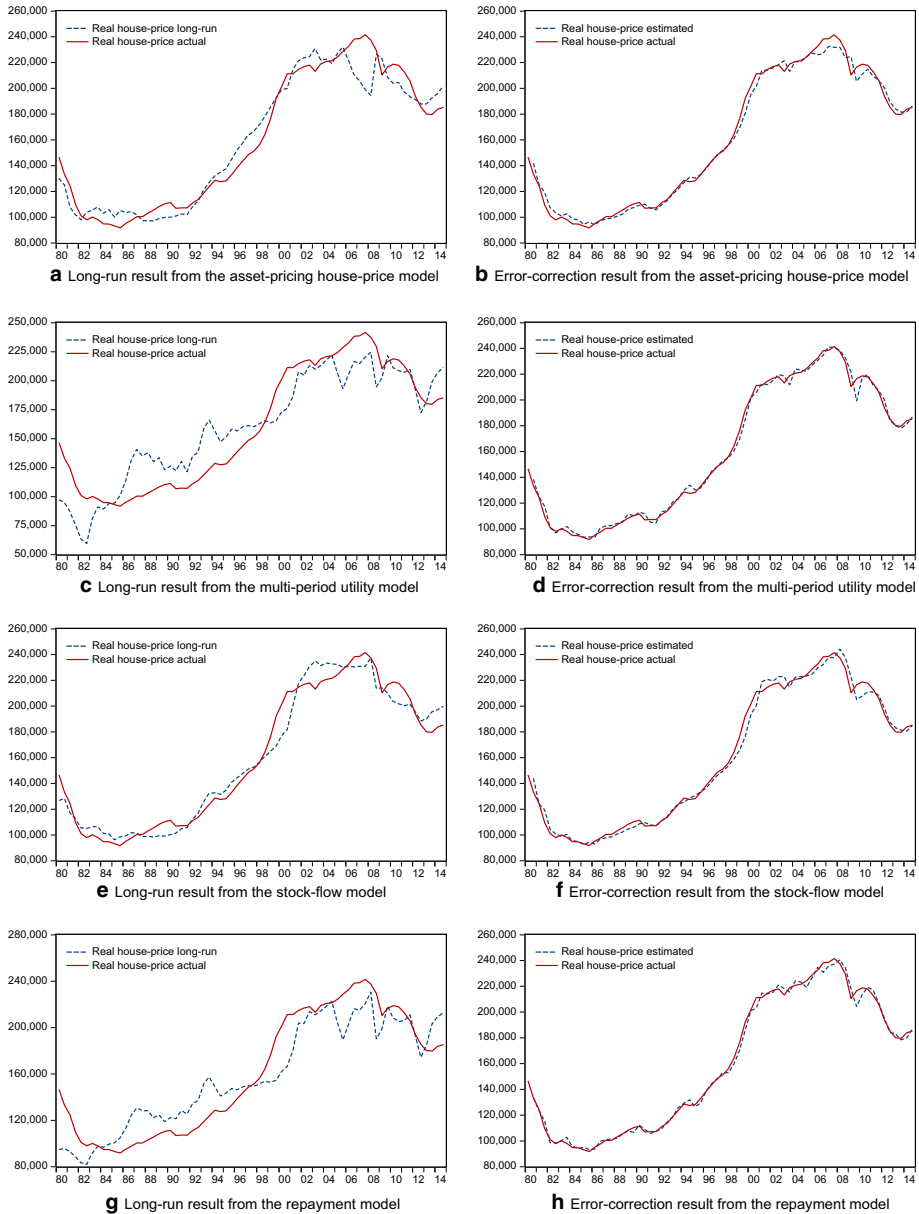 260,000
240,000
220,000
200,000
180,000
160,000
140,000
120,000
100,000
80,000
Real house-price long-run
Real house-price actual
80 82 84 86 88 90 92 94 96 98 00 02 04 06 08 10 12 14
a Long-run result from the asset-pricing house-price model
260,000
240,000
220,000
200,000
180,000
160,000
140,000
120,000
100,000
80,000
Real house-price estimated
Real house-price actual
80 82 84 86 88 90 92 94 96 98 00 02 04 06 08 10 12 14
b Error-correction result from the asset-pricing house-price model
250,000
225,000
200,000
175,000
150,000
125,000
100,000
75,000
50,000
Real house-price long-run
Real house-price actual
80 82 84 86 88 90 92 94 96 98 00 02 04 06 08 10 12 14
c Long-run result from the multi-period utility model
260,000
240,000
220,000
200,000
180,000
160,000
140,000
120,000
100,000
80,000
Real house-price estimated
Real house-price actual
80 82 84 86 88 90 92 94 96 98 00 02 04 06 08 10 12 14
d Error-correction result from the multi-period utility model
260,000
240,000
220,000
200,000
180,000
160,000
140,000
120,000
100,000
80,000
Real house-price long-run
Real house-price actual
80 82 84 86 88 90 92 94 96 98 00 02 04 06 08 10 12 14
e Long-run result from the stock-flow model
260,000
240,000
220,000
200,000
180,000
160,000
140,000
120,000
100,000
80,000
Real house-price estimated
Real house-price actual
80 82 84 86 88 90 92 94 96 98 00 02 04 06 08 10 12 14
f Error-correction result from the stock-flow model
280,000
240,000
200,000
160,000
120,000
80,000
Real house-price long-run
Real house-price actual
80 82 84 86 88 90 92 94 96 98 00 02 04 06 08 10 12 14
g Long-run result from the repayment model
260,000
240,000
220,000
200,000
180,000
160,000
140,000
120,000
100,000
80,000
Real house-price estimated
Real house-price actual
80 82 84 86 88 90 92 94 96 98 00 02 04 06 08 10 12 14
h Error-correction result from the repayment model